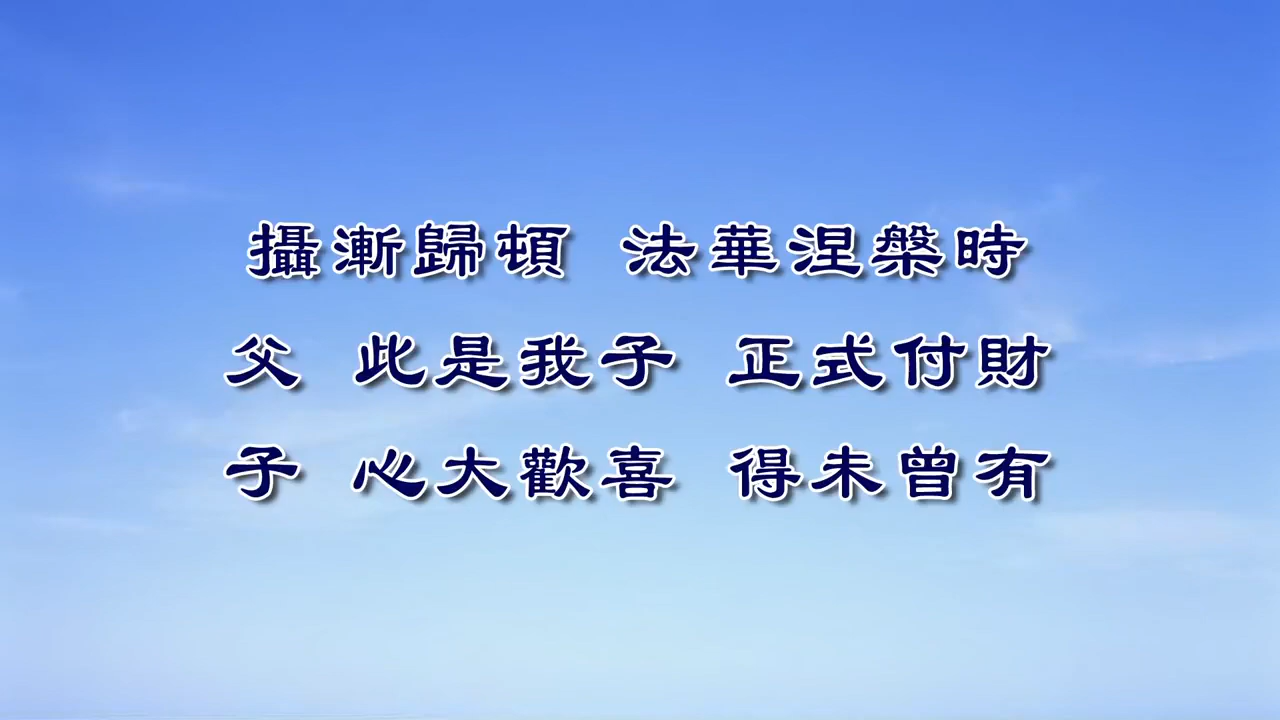 攝漸歸頓 法華涅槃時
父 此是我子 正式付財
子 心大歡喜 得未曾有